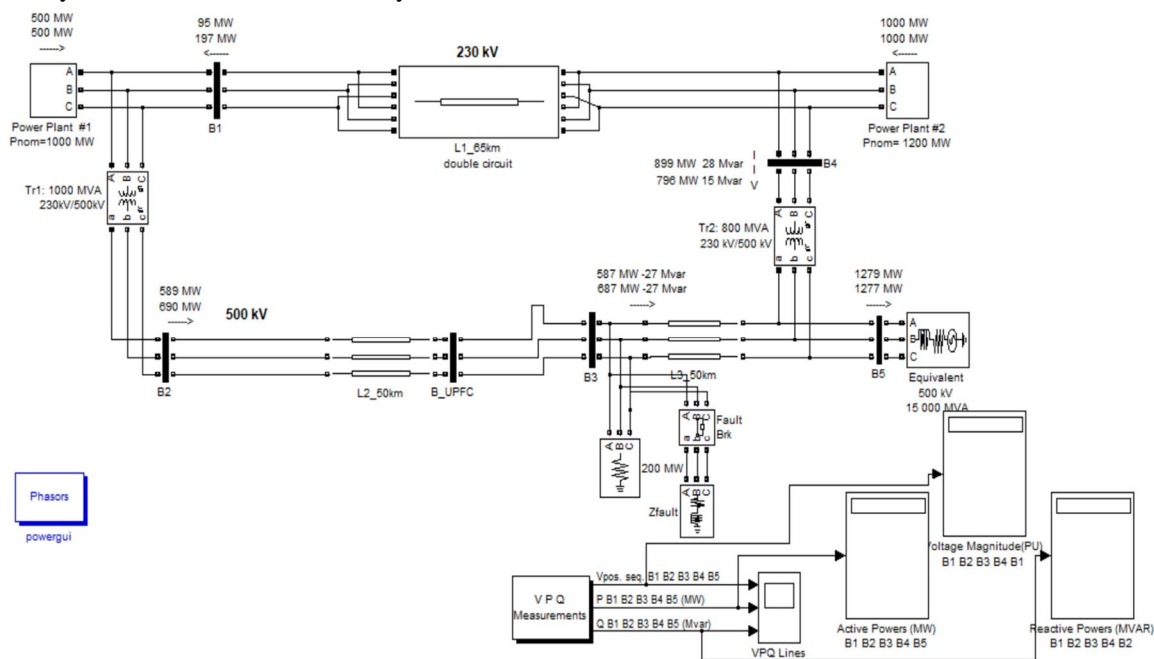 500 MW
500 MW
------>
95 MW
197 MW
<------
230 kV
1000 MW
1000 MW
<------
A
B
C
A
B
C
Power Plant #1
Pnom=1000 MW
B1
L1_65km
double circuit
Power Plant #2
Pnom= 1200 MW
899 MW 28 Mvar
796 MW 15 Mvar
|
|
V
B4
Tr1: 1000 MVA
230kV/500kV
A B C
a b c
Tr2: 800 MVA
230 kV/500 kV
A B C
a b c
589 MW
690 MW
------>
500 kV
587 MW -27 Mvar
687 MW -27 Mvar
------>
1279 MW
1277 MW
------>
A
B
C
B2
L2_50km
B_UPFC
B3
L3_50km
B5
Equivalent
500 kV
15 000 MVA
A B C
200 MW
A B C
a b c
Fault
Brk
A B C
Zfault
Phasors
powergui
V P Q
Measurements
Vpos. seq. B1 B2 B3 B4 B5
P B1 B2 B3 B4 B5 (MW)
Q B1 B2 B3 B4 B5 (Mvar)
VPQ Lines
Voltage Magnitude(PU)
B1 B2 B3 B4 B1
Active Powers (MW)
B1 B2 B3 B4 B5
Reactive Powers (MVAR)
B1 B2 B3 B4 B2